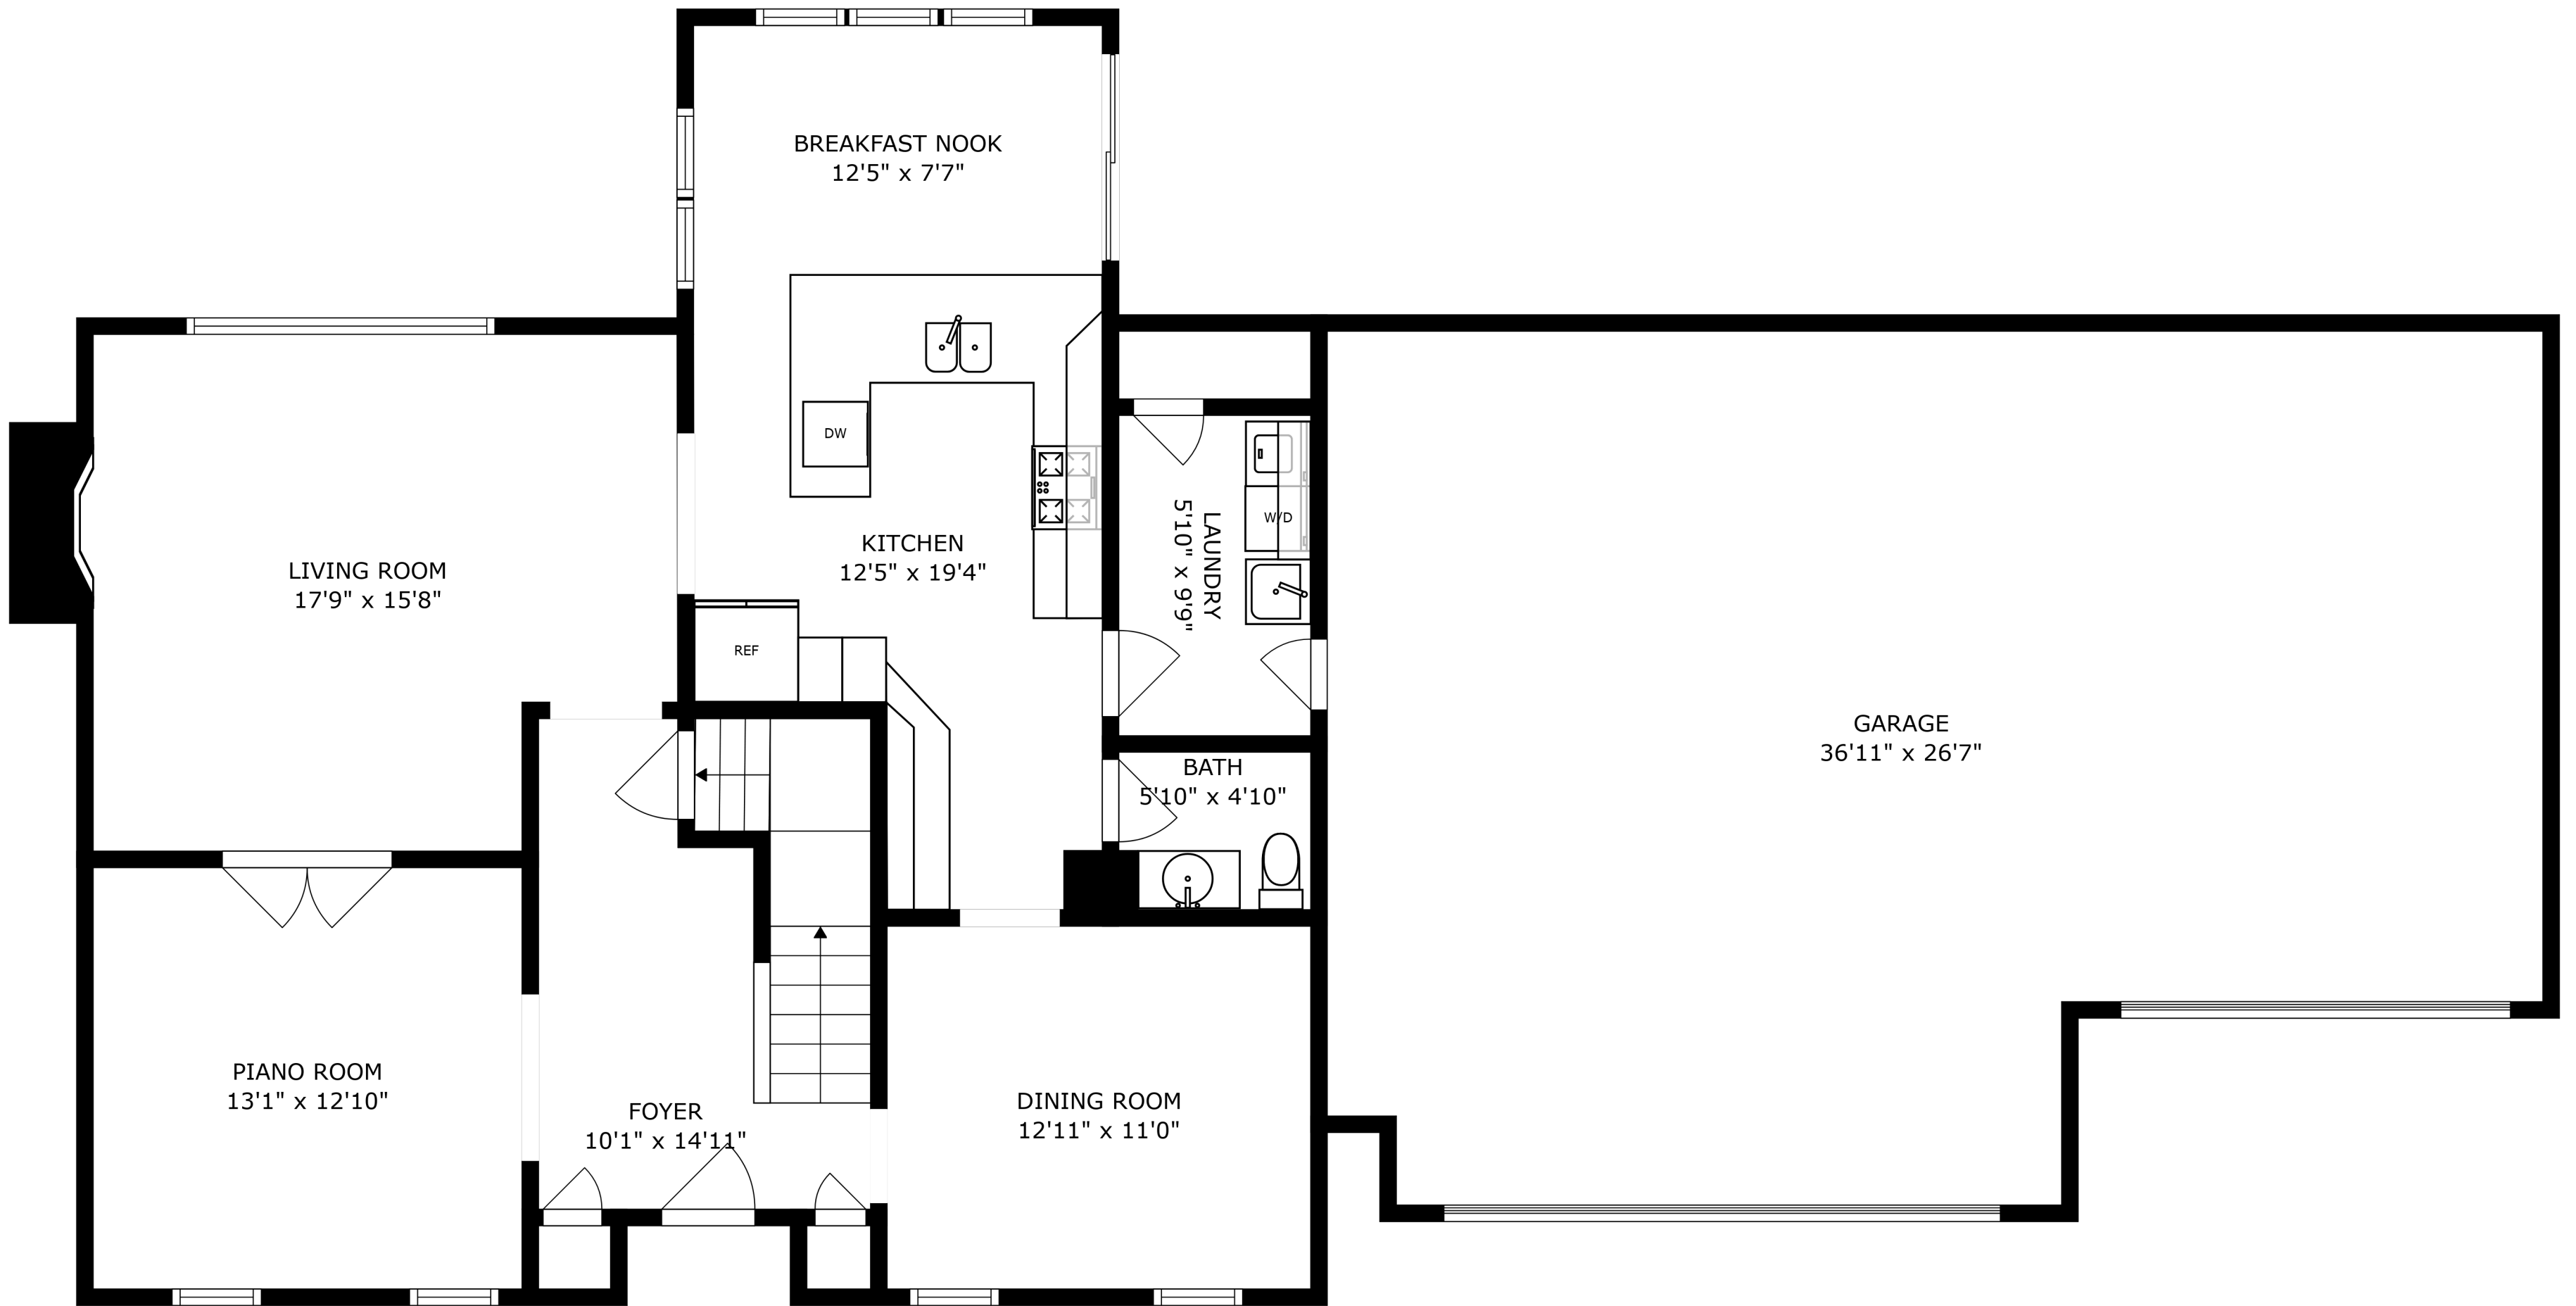 BREAKFAST NOOK
12'5" x 7'7"
DW
LAUNDRY
5'10" x 9'9"
W/D
KITCHEN
12'5" x 19'4"
LIVING ROOM
17'9" x 15'8"
REF
GARAGE
36'11" x 26'7"
BATH
5'10" x 4'10"
PIANO ROOM
13'1" x 12'10"
FOYER
10'1" x 14'11"
DINING ROOM
12'11" x 11'0"